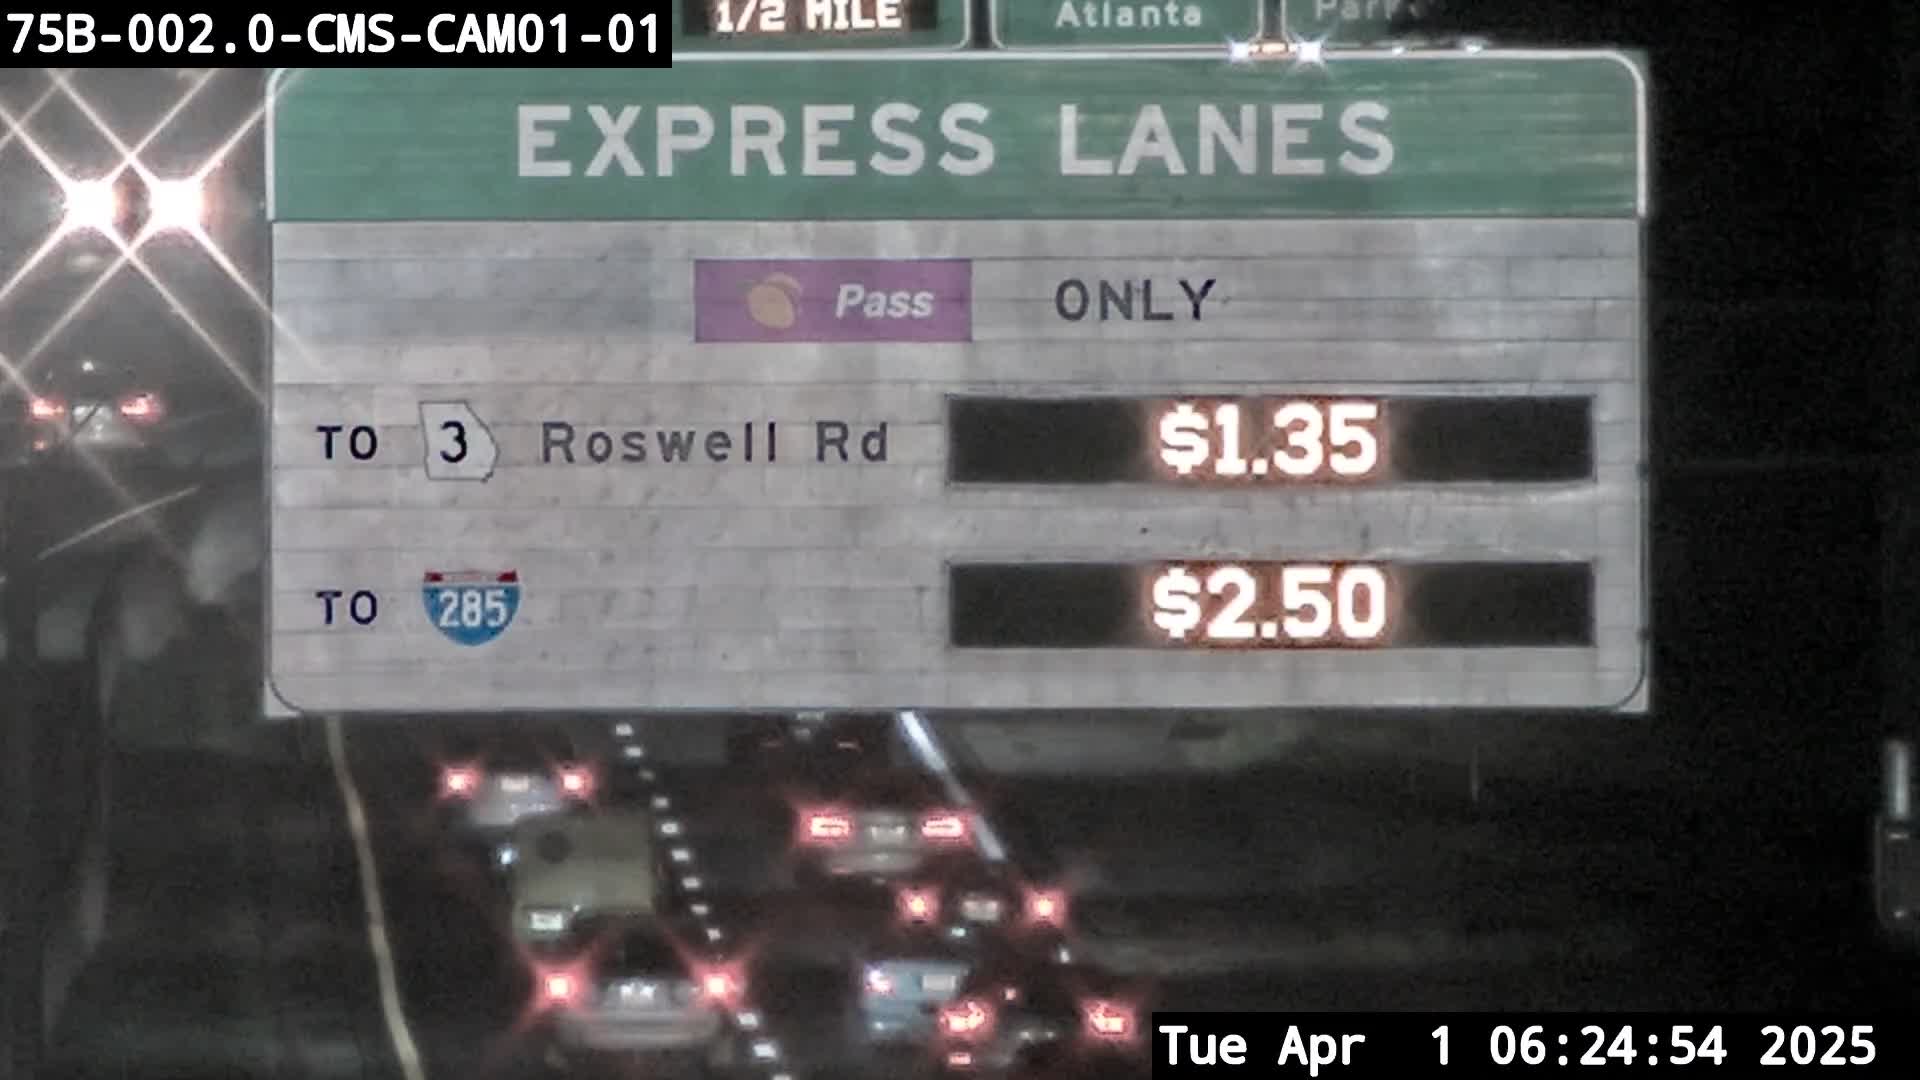 75B-002.0-CMS-CAM01-01
1/2 MILE
Atlanta
EXPRESS LANES
Pass ONLY
TO 3 Roswell Rd $1.35
TO 285 $2.50
Tue Apr 1 06:24:54 2025